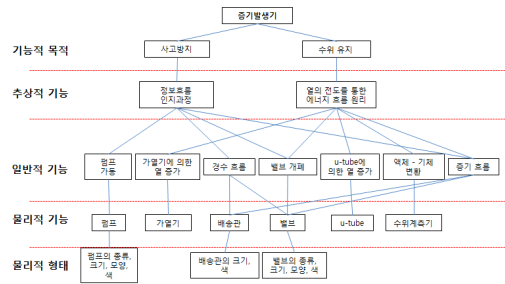 증기발생기
기능적 목적
사고방지
수위 유지
추상적 기능
정보흐름
인지과정
열의 전도를 통한
에너지 흐름 원리
일반적 기능
펌프
가동
가열기에 의한
열 증가
경수 흐름
밸브 개폐
u-tube에
의한 열 증가
액체 - 기체
변환
증기 흐름
물리적 기능
펌프
가열기
배송관
밸브
u-tube
수위계측기
물리적 형태
펌프의 종류,
크기, 모양,
색
배송관의 크기,
색
밸브의 종류,
크기, 모양, 색